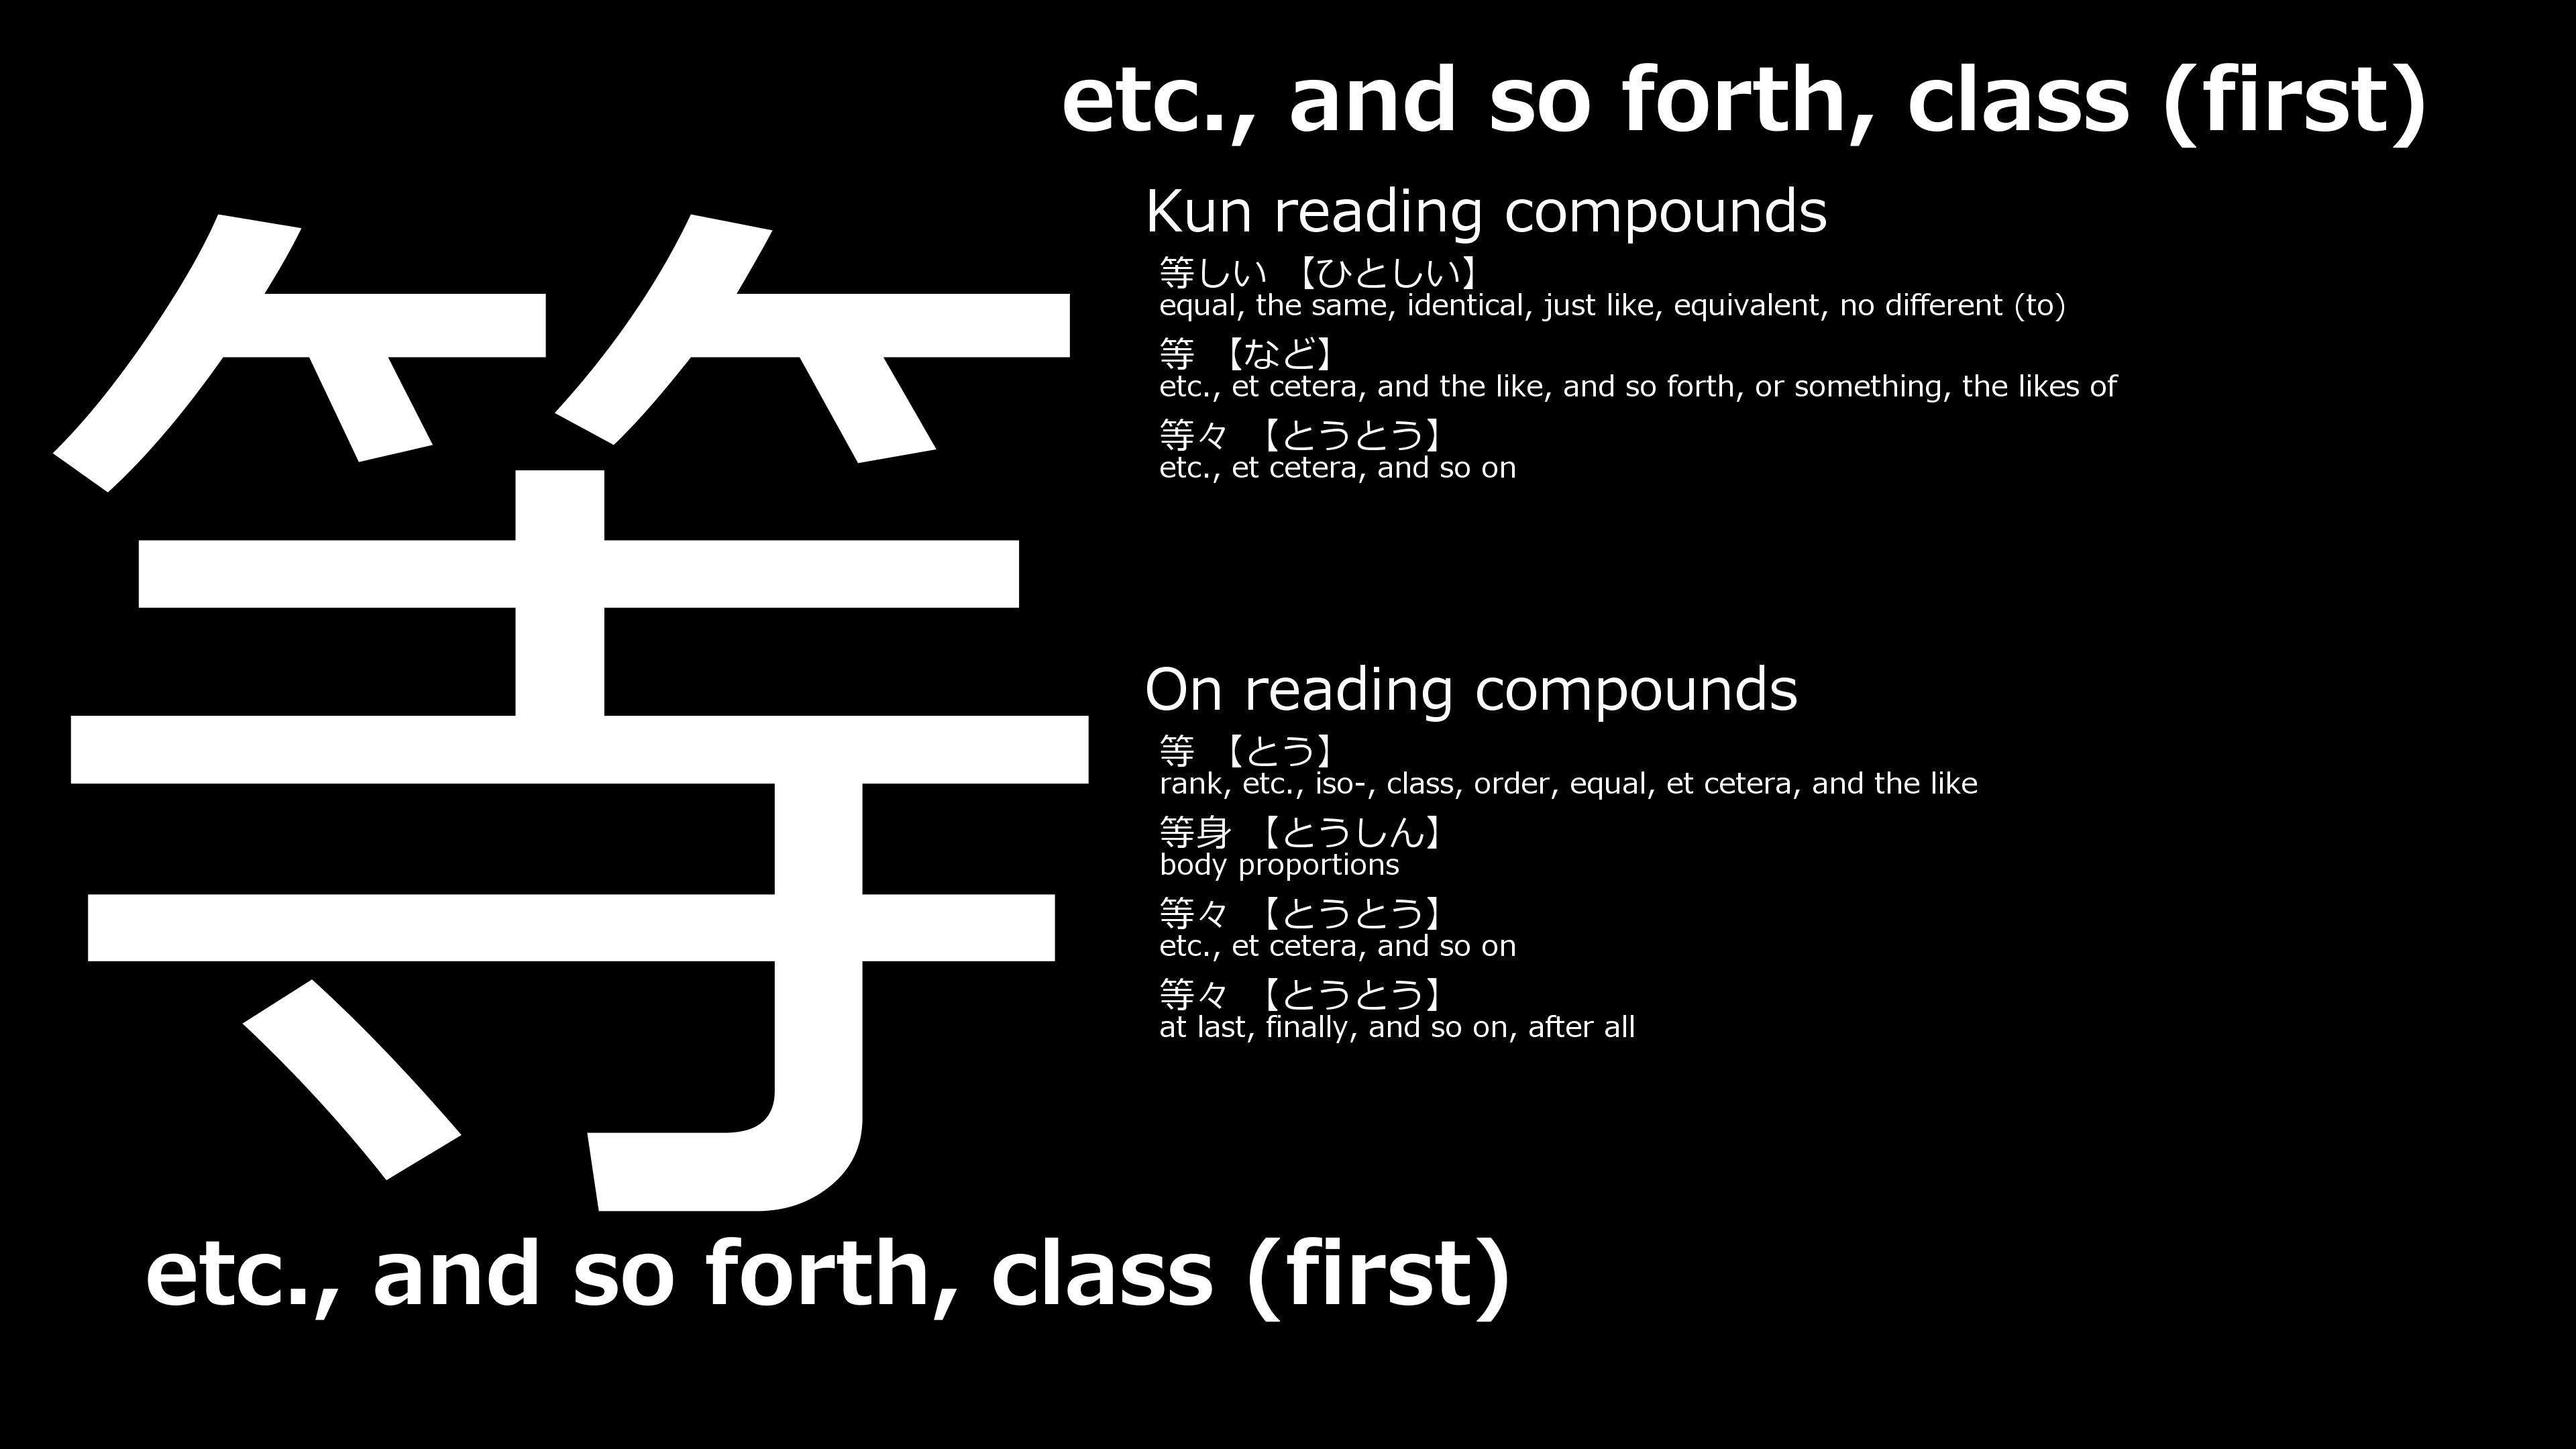 etc., and so forth, class (first)
等
Kun reading compounds
等しい 【ひとしい】
equal, the same, identical, just like, equivalent, no different (to)
等 【など】
etc., et cetera, and the like, and so forth, or something, the likes of
等々 【とうとう】
etc., et cetera, and so on
On reading compounds
等 【とう】
rank, etc., iso-, class, order, equal, et cetera, and the like
等身 【とうしん】
body proportions
等々 【とうとう】
etc., et cetera, and so on
等々 【とうとう】
at last, finally, and so on, after all
etc., and so forth, class (first)